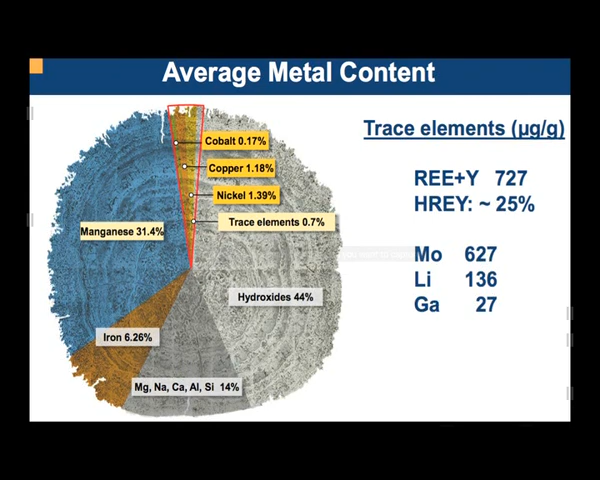 Average Metal Content
Cobalt 0.17%
Copper 1.18%
Nickel 1.39%
Trace elements 0.7%
Manganese 31.4%
Hydroxides 44%
Iron 6.26%
Mg, Na, Ca, Al, Si 14%
Trace elements (µg/g)
REE+Y 727
HREY: ~ 25%
Mo 627
Li 136
Ga 27